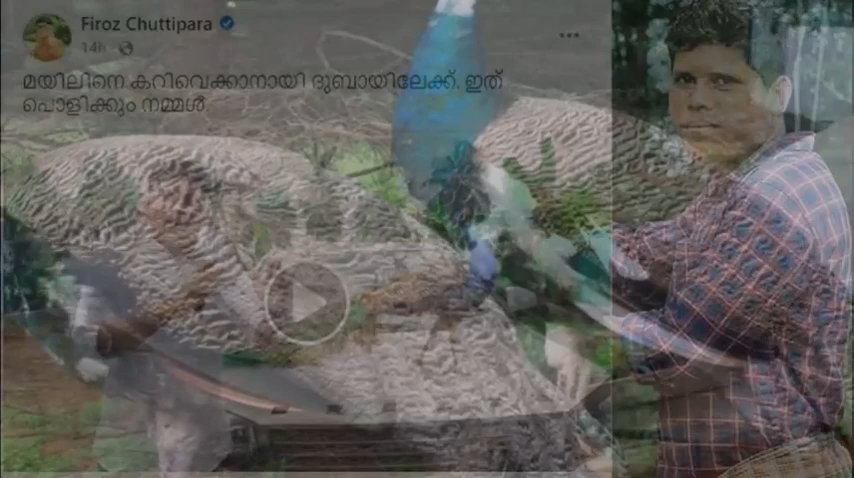 Firoz Chuttipara
14h
മയിലിനെ കറിവെക്കാനായി ദുബായിലേക്ക്. ഇത്
പൊളിക്കും നമ്മൾ.